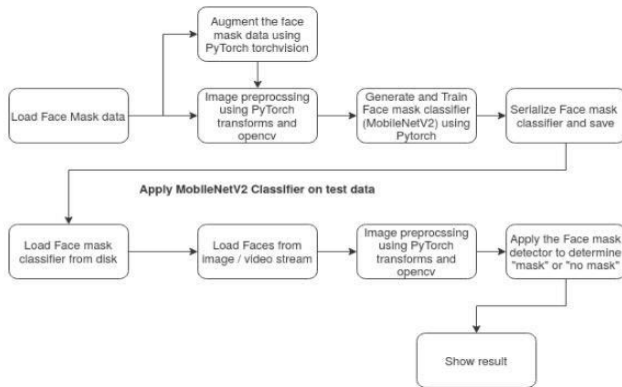 Augment the face
mask data using
PyTorch torchvision
Load Face Mask data
Image preprocssing
using PyTorch
transforms and
opencv
Generate and Train
Face mask classifier
(MobileNetV2) using
Pytorch
Serialize Face mask
classifier and save
Apply MobileNetV2 Classifier on test data
Load Face mask
classifier from disk
Load Faces from
image / video stream
Image preprocssing
using PyTorch
transforms and
opencv
Apply the Face mask
detector to determine
"mask" or "no mask"
Show result